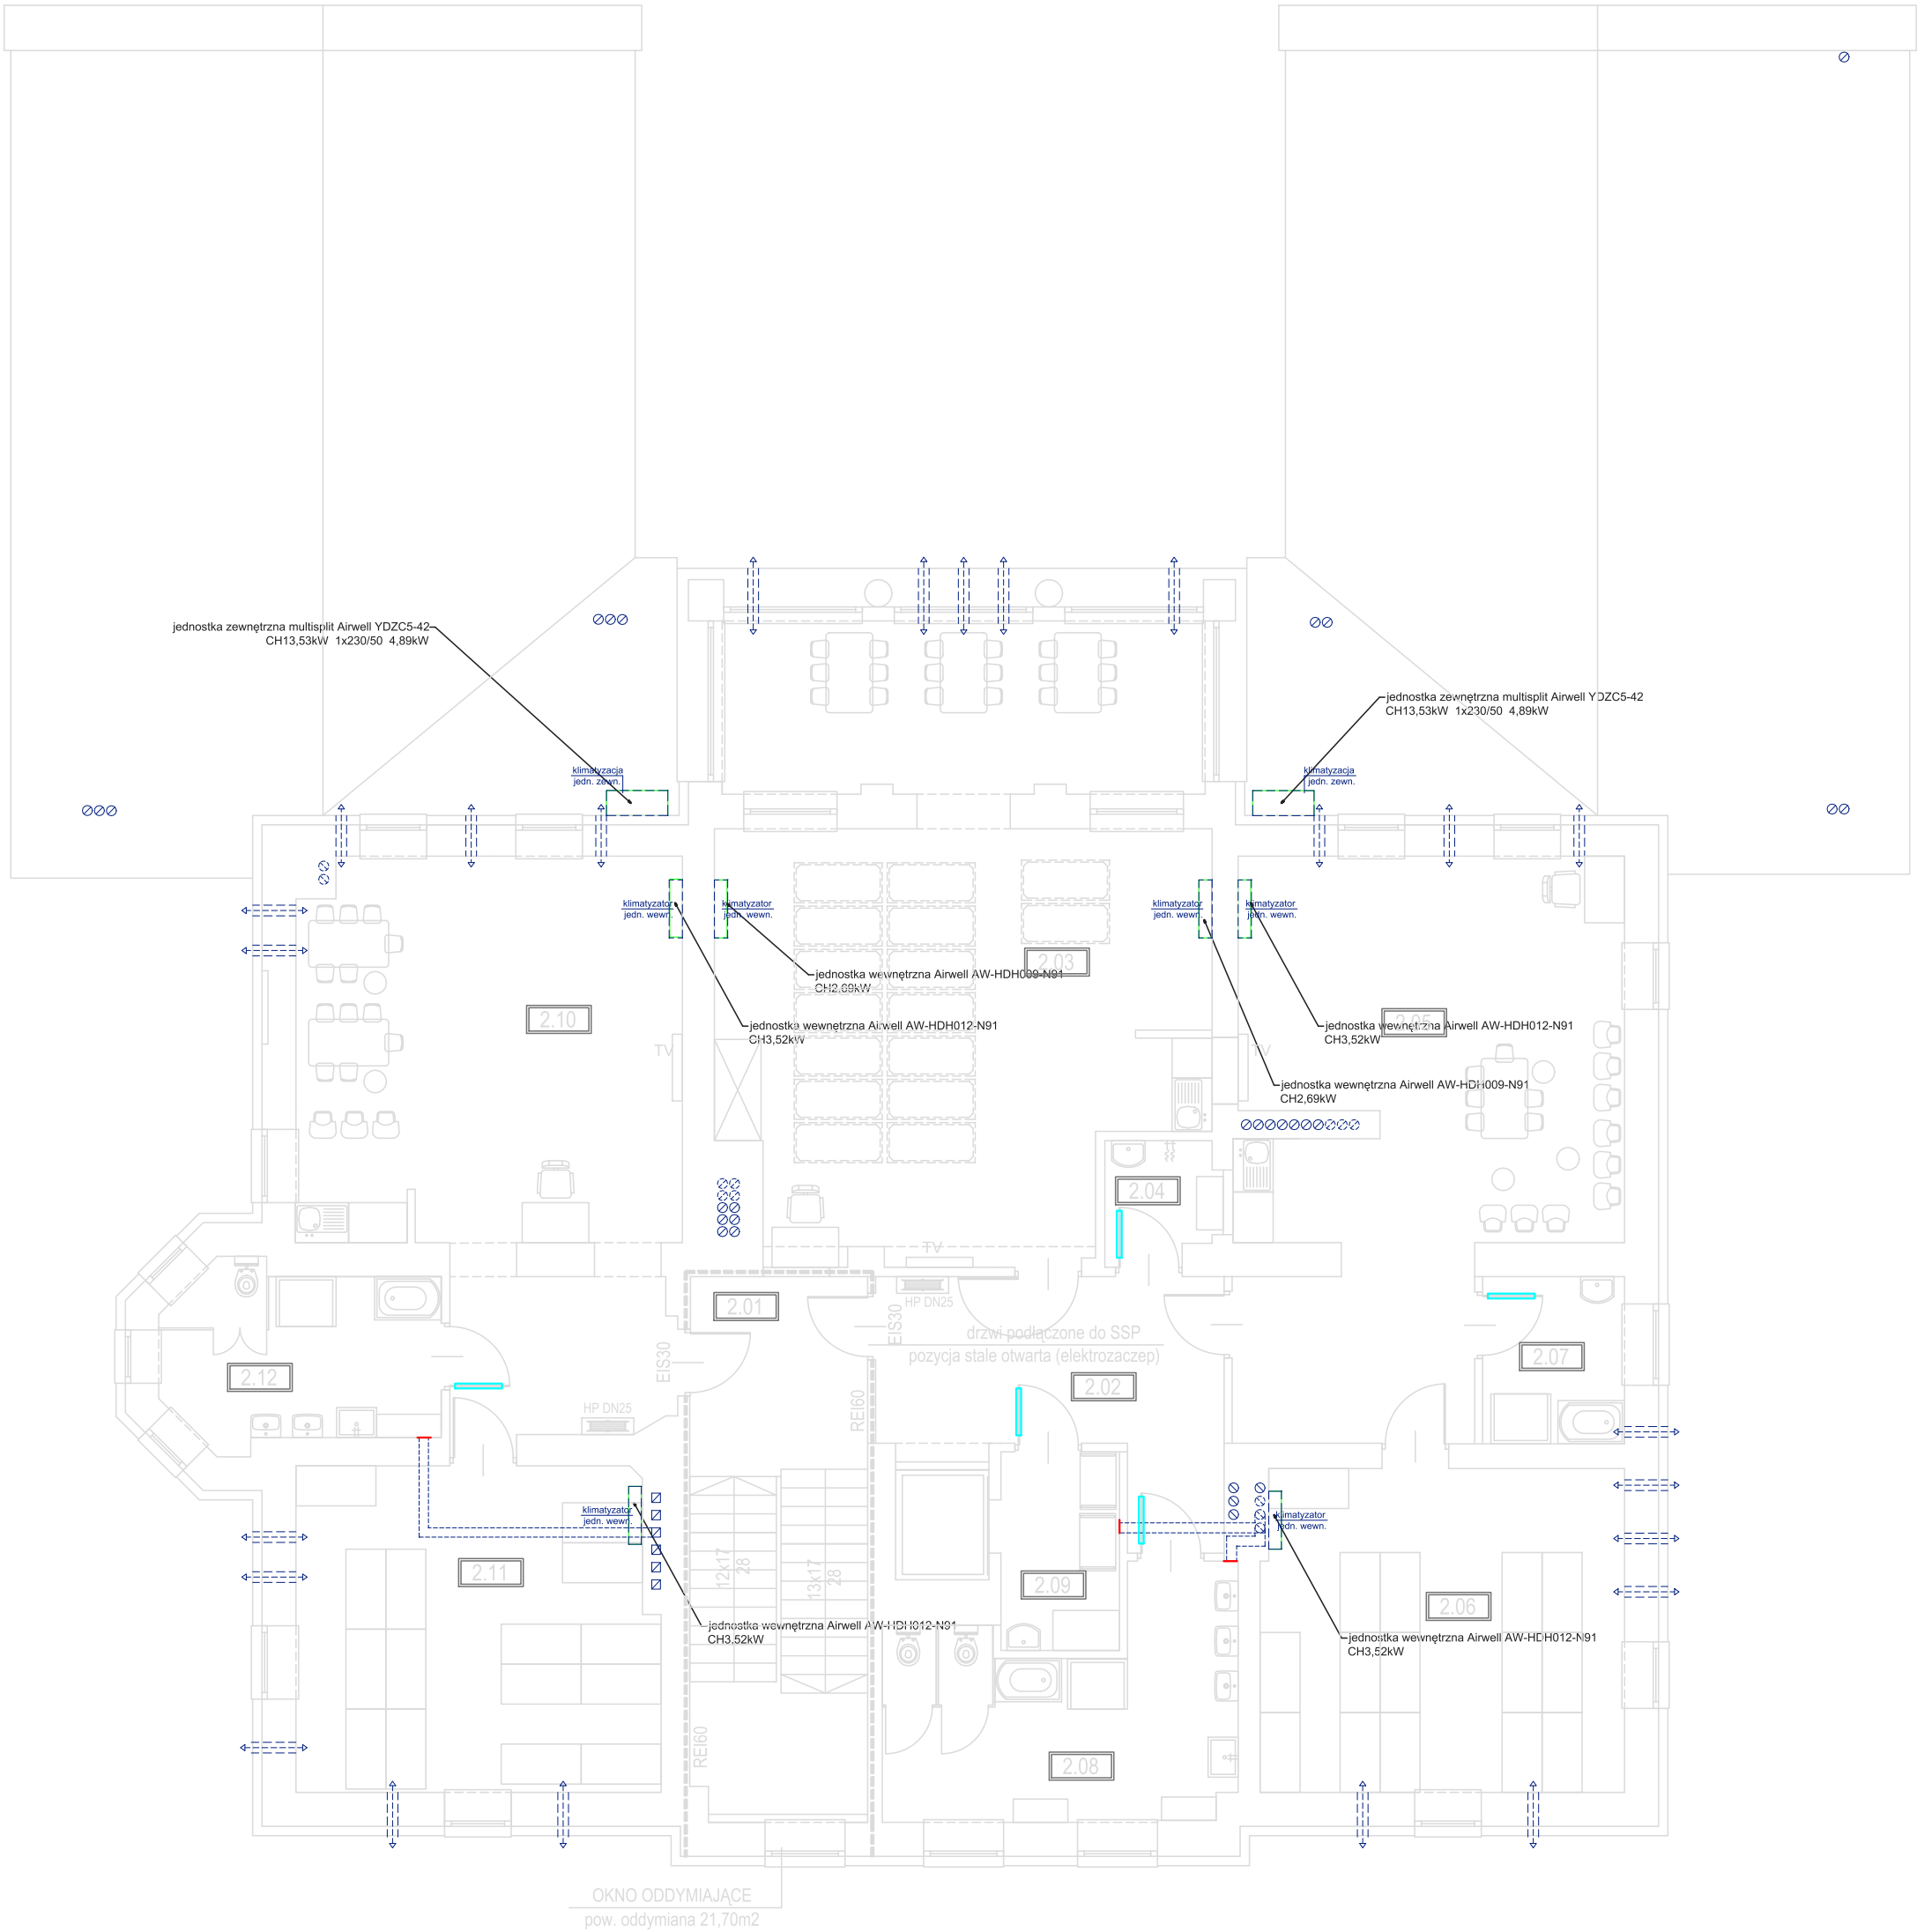 jednostka zewnętrzna multisplit Airwell YDZC5-42
CH13,53kW 1x230/50 4,89kW
jednostka zewnętrzna multisplit Airwell YDZC5-42
CH13,53kW 1x230/50 4,89kW
klimatyzacja
jedn. zewn.
klimatyzacja
jedn. zewn.
klimatyzator
jedn. wewn.
klimatyzator
jedn. wewn.
klimatyzator
jedn. wewn.
klimatyzator
jedn. wewn.
2.03
jednostka wewnętrzna Airwell AW-HDH009-N91
CH2,69kW
2.10
jednostka wewnętrzna Airwell AW-HDH012-N91
CH3,52kW
2.05
jednostka wewnętrzna Airwell AW-HDH012-N91
CH3,52kW
TV
TV
jednostka wewnętrzna Airwell AW-HDH009-N91
CH2,69kW
2.04
TV
2.01
HP DN25
EIS30
drzwi podłączone do SSP
pozycja stale otwarta (elektrozaczep)
EIS30
2.07
2.12
2.02
HP DN25
REI60
klimatyzator
jedn. wewn.
klimatyzator
jedn. wewn.
2.11
12x17
28
13x17
28
2.09
2.06
jednostka wewnętrzna Airwell AW-HDH012-N91
CH3,52kW
jednostka wewnętrzna Airwell AW-HDH012-N91
CH3,52kW
REI60
2.08
OKNO ODDYMIAJĄCE
pow. oddymiana 21,70m2